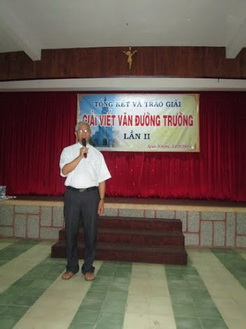 TỔNG KẾT VÀ TRAO GIẢI
GIẢI VIẾT VĂN ĐƯỜNG TRƯỜNG
LẦN II